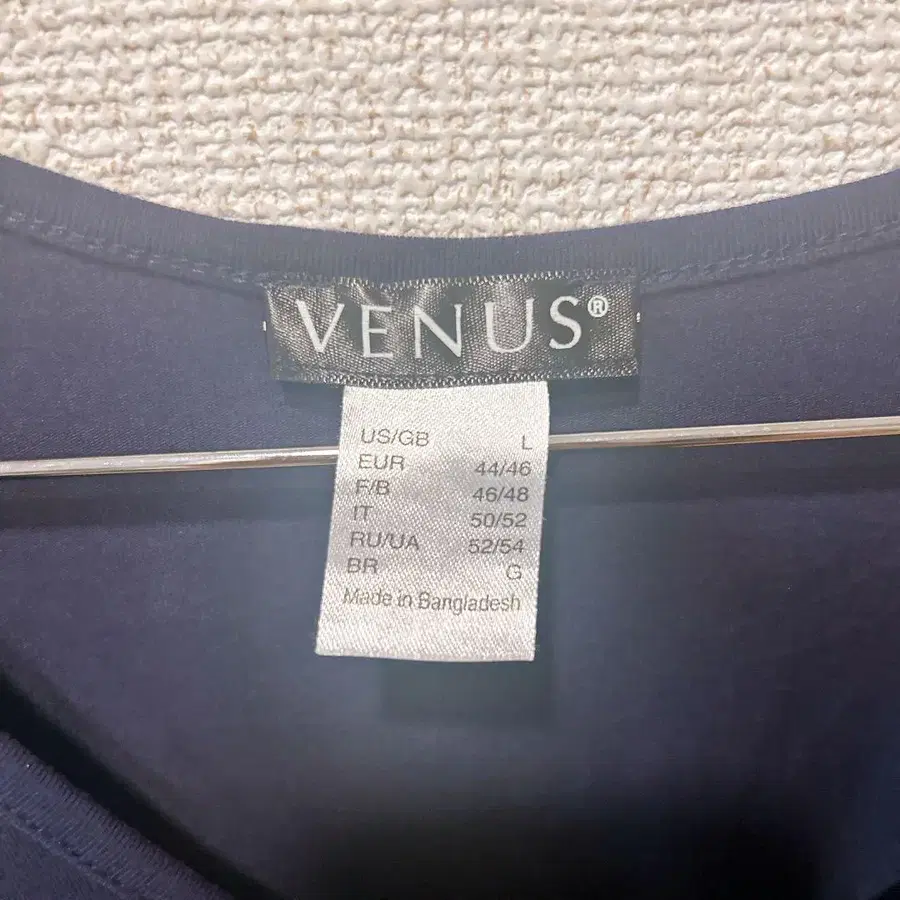 VENUS®
US/GB L
EUR 44/46
F/B 46/48
IT 50/52
RU/UA 52/54
BR G
Made in Bangladesh